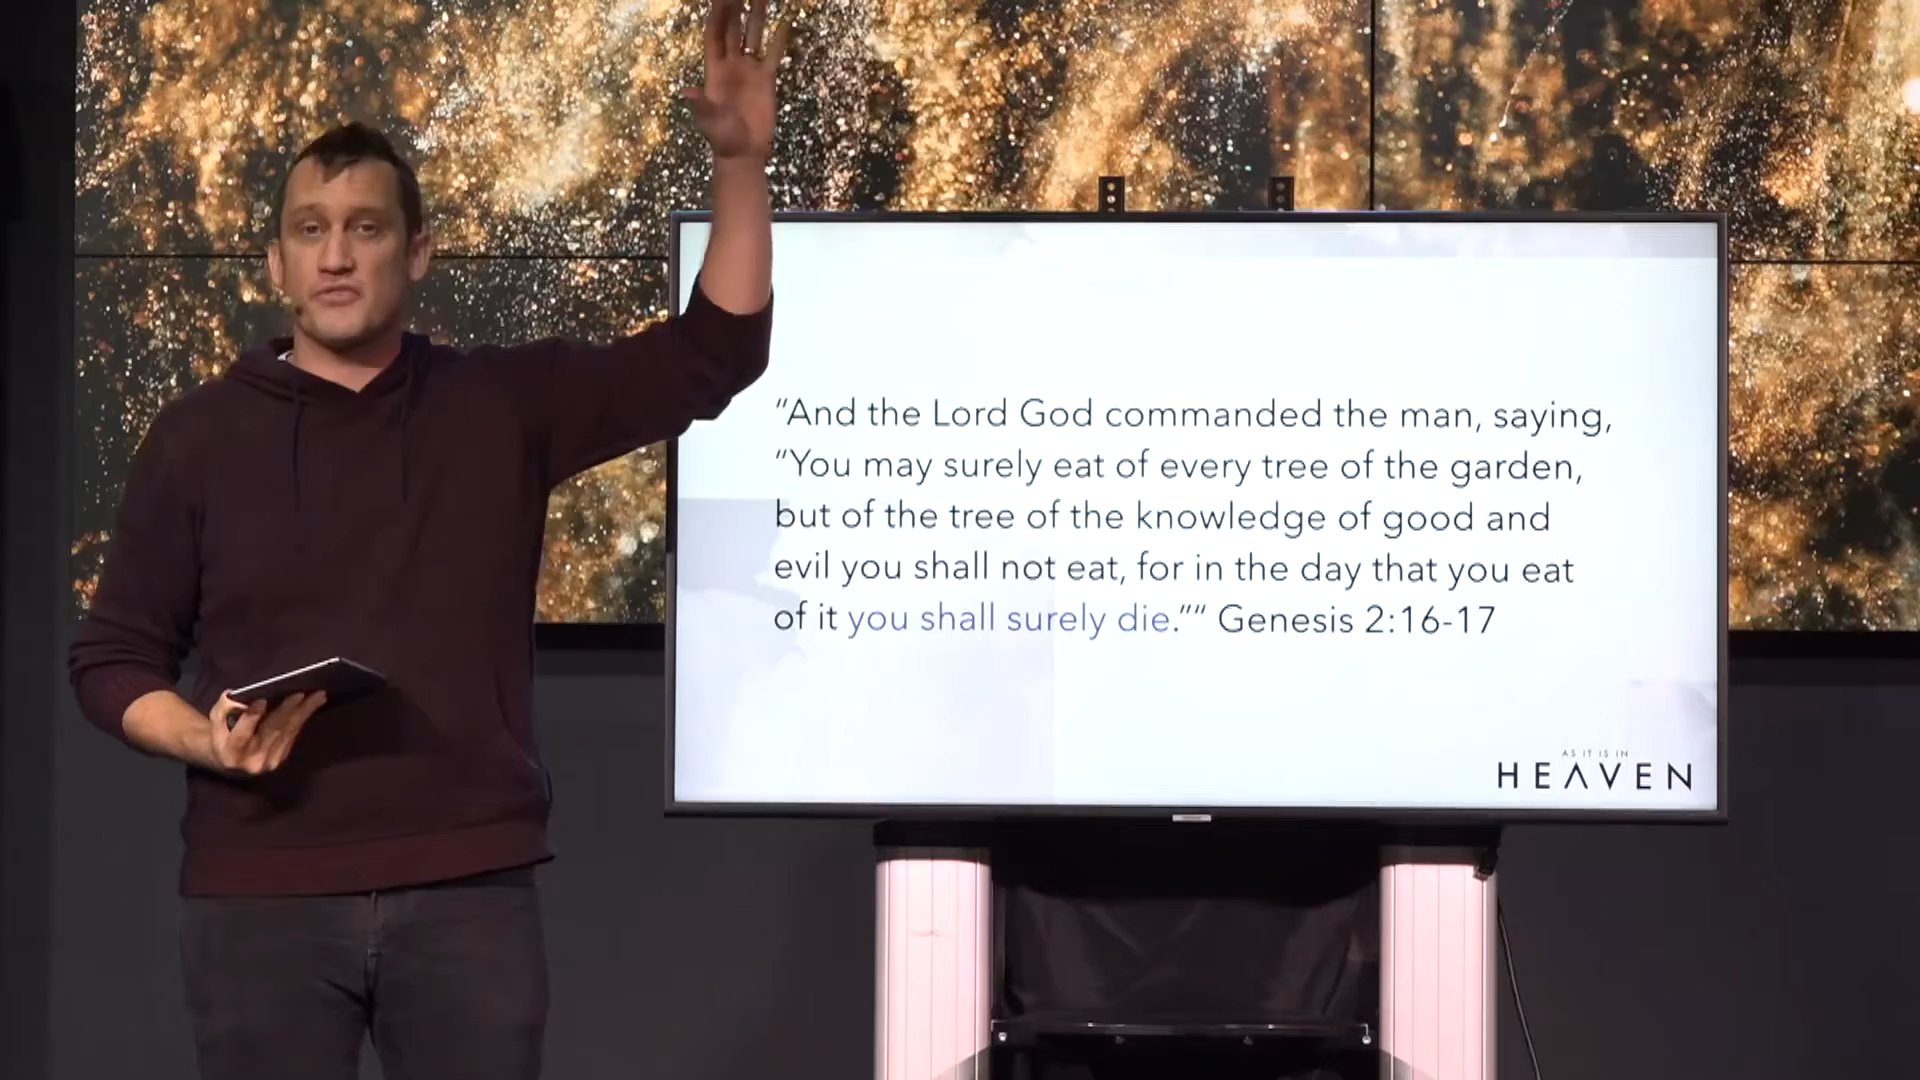 “And the Lord God commanded the man, saying,
“You may surely eat of every tree of the garden,
but of the tree of the knowledge of good and
evil you shall not eat, for in the day that you eat
of it you shall surely die.”” Genesis 2:16-17
AS IT IS IN
HEAVEN